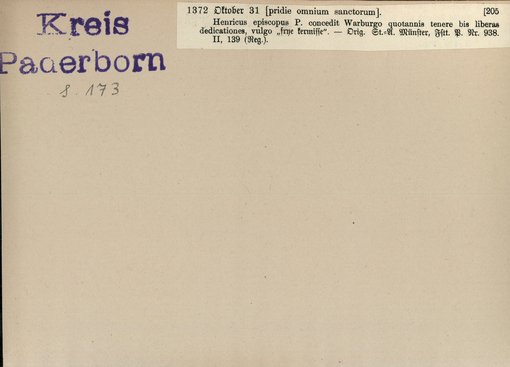 Kreis
Paderborn
S. 173
1372 Oktober 31 [pridie omnium sanctorum]. [205
Henricus episcopus P. concedit Warburgo quotannis tenere bis liberas
dedicationes, vulgo „frye kermisse“. — Orig. St.-A. Münster, Fstt. P. Nr. 938.
II, 139 (Reg.).